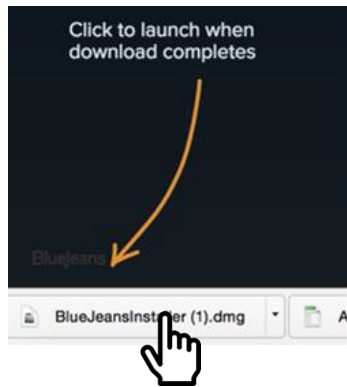 Click to launch when
download completes
BlueJeans
BlueJeansInstaller (1).dmg
A